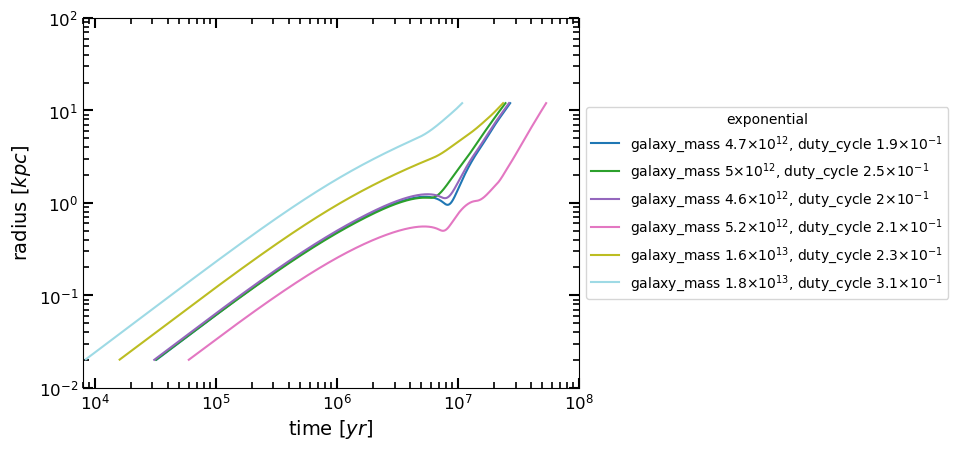 10²
10¹
10⁰
10⁻¹
10⁻²
radius [kpc]
10⁴
10⁵
10⁶
10⁷
10⁸
time [yr]
exponential
galaxy_mass 4.7×10¹², duty_cycle 1.9×10⁻¹
galaxy_mass 5×10¹², duty_cycle 2.5×10⁻¹
galaxy_mass 4.6×10¹², duty_cycle 2×10⁻¹
galaxy_mass 5.2×10¹², duty_cycle 2.1×10⁻¹
galaxy_mass 1.6×10¹³, duty_cycle 2.3×10⁻¹
galaxy_mass 1.8×10¹³, duty_cycle 3.1×10⁻¹